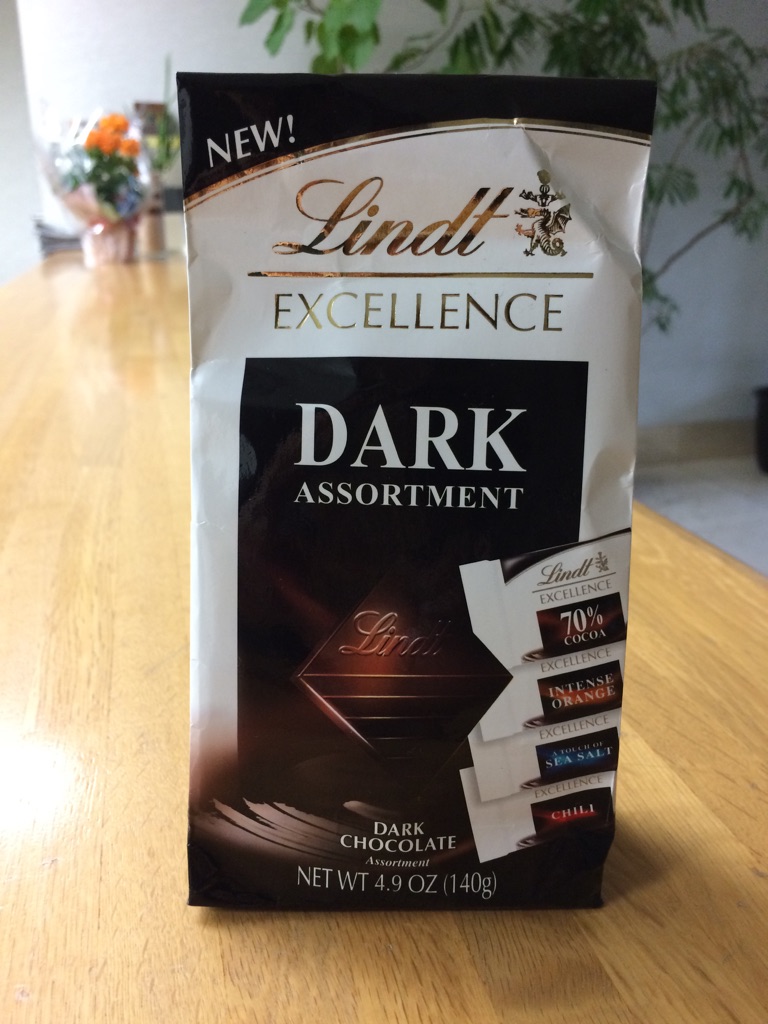 NEW!
Lindt
EXCELLENCE
DARK
ASSORTMENT
Lindt
Lindt
EXCELLENCE
70%
COCOA
EXCELLENCE
INTENSE
ORANGE
EXCELLENCE
A TOUCH OF
SEA SALT
EXCELLENCE
CHILI
DARK
CHOCOLATE
Assortment
NET WT 4.9 OZ (140g)